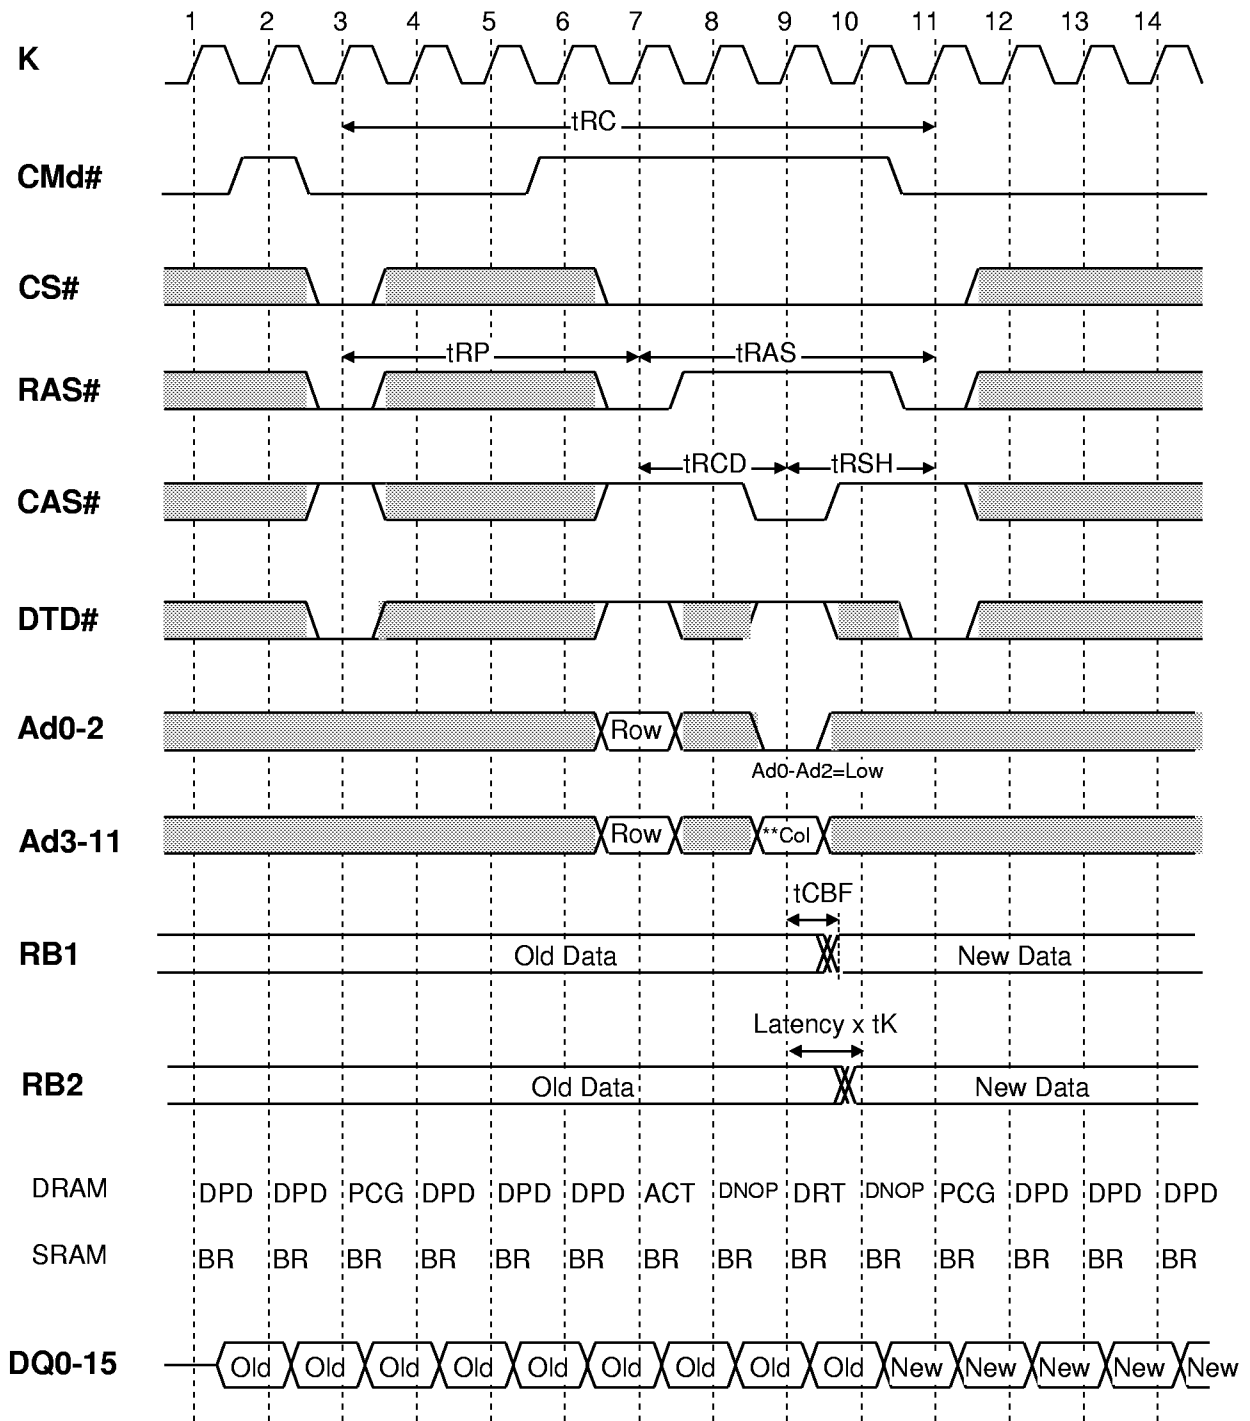 1 2 3 4 5 6 7 8 9 10 11 12 13 14
K
tRC
CMd#
CS#
tRP tRAS
RAS#
tRCD tRSH
CAS#
DTD#
Ad0-2 Row
Ad0-Ad2=Low
Ad3-11 Row **Col
tCBF
RB1 Old Data New Data
Latency x tK
RB2 Old Data New Data
DRAM DPD DPD PCG DPD DPD DPD ACT DNOP DRT DNOP PCG DPD DPD DPD
SRAM BR BR BR BR BR BR BR BR BR BR BR BR BR BR
DQ0-15 Old Old Old Old Old Old Old Old Old New New New New New